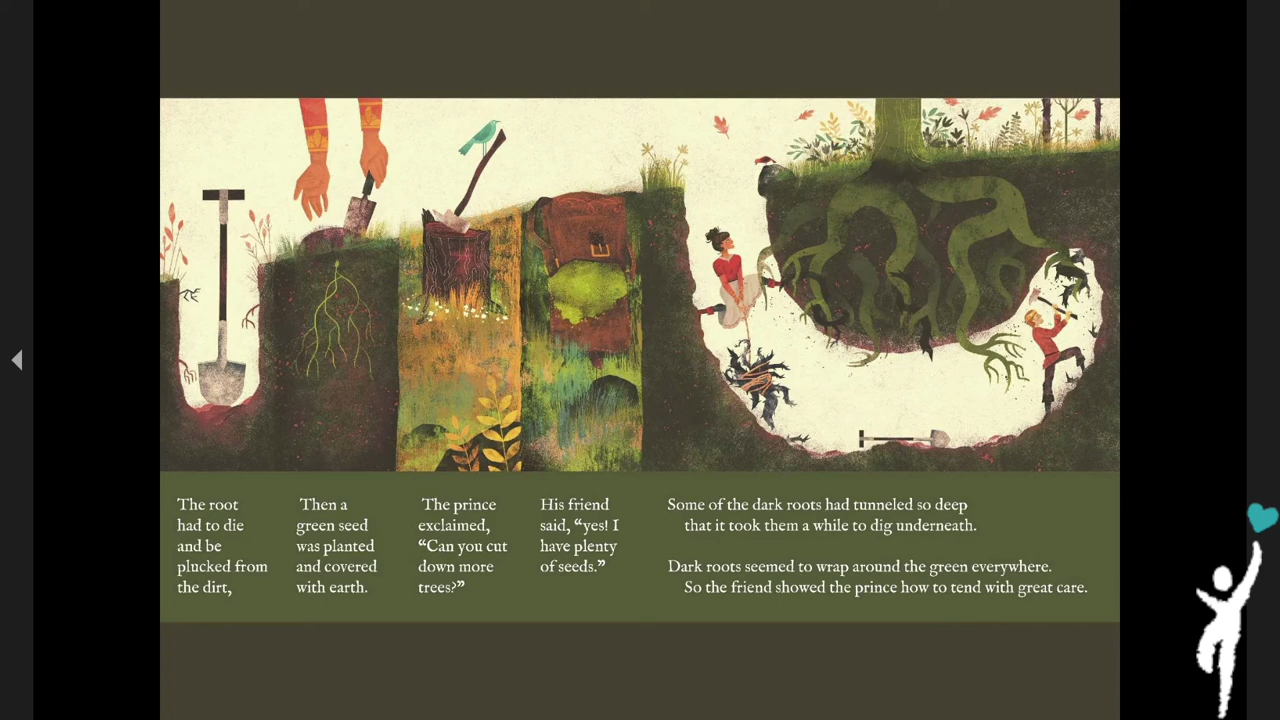 The root
had to die
and be
plucked from
the dirt,
Then a
green seed
was planted
and covered
with earth.
The prince
exclaimed,
“Can you cut
down more
trees?”
His friend
said, “yes! I
have plenty
of seeds.”
Some of the dark roots had tunneled so deep
that it took them a while to dig underneath.
Dark roots seemed to wrap around the green everywhere.
So the friend showed the prince how to tend with great care.